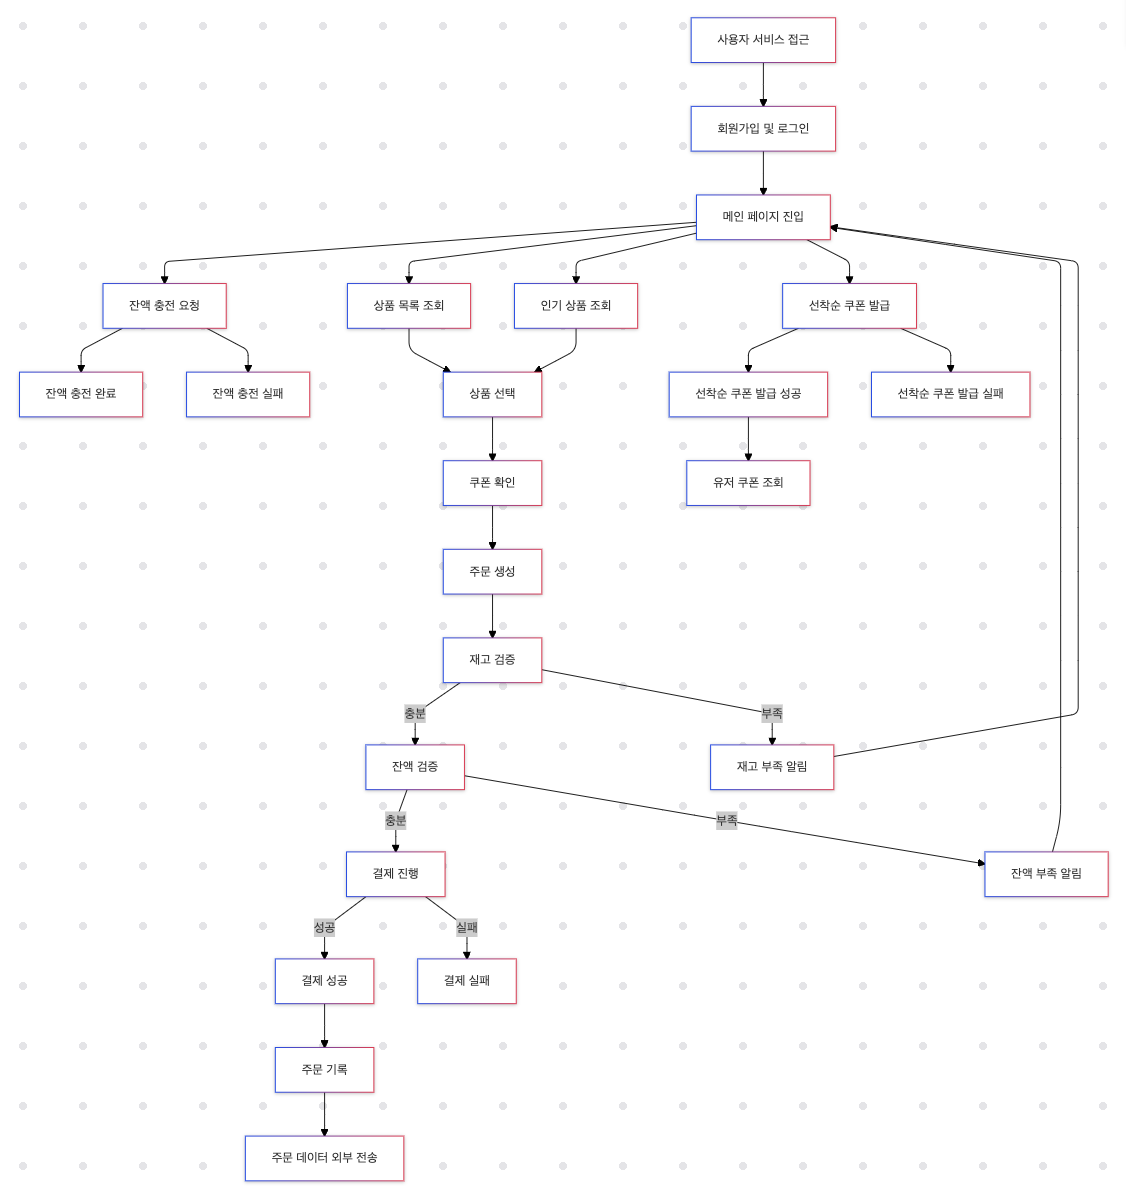 사용자 서비스 접근
회원가입 및 로그인
메인 페이지 진입
잔액 충전 요청
상품 목록 조회
인기 상품 조회
선착순 쿠폰 발급
잔액 충전 완료
잔액 충전 실패
상품 선택
선착순 쿠폰 발급 성공
선착순 쿠폰 발급 실패
쿠폰 확인
유저 쿠폰 조회
주문 생성
재고 검증
충분
부족
잔액 검증
재고 부족 알림
충분
부족
결제 진행
잔액 부족 알림
성공
실패
결제 성공
결제 실패
주문 기록
주문 데이터 외부 전송